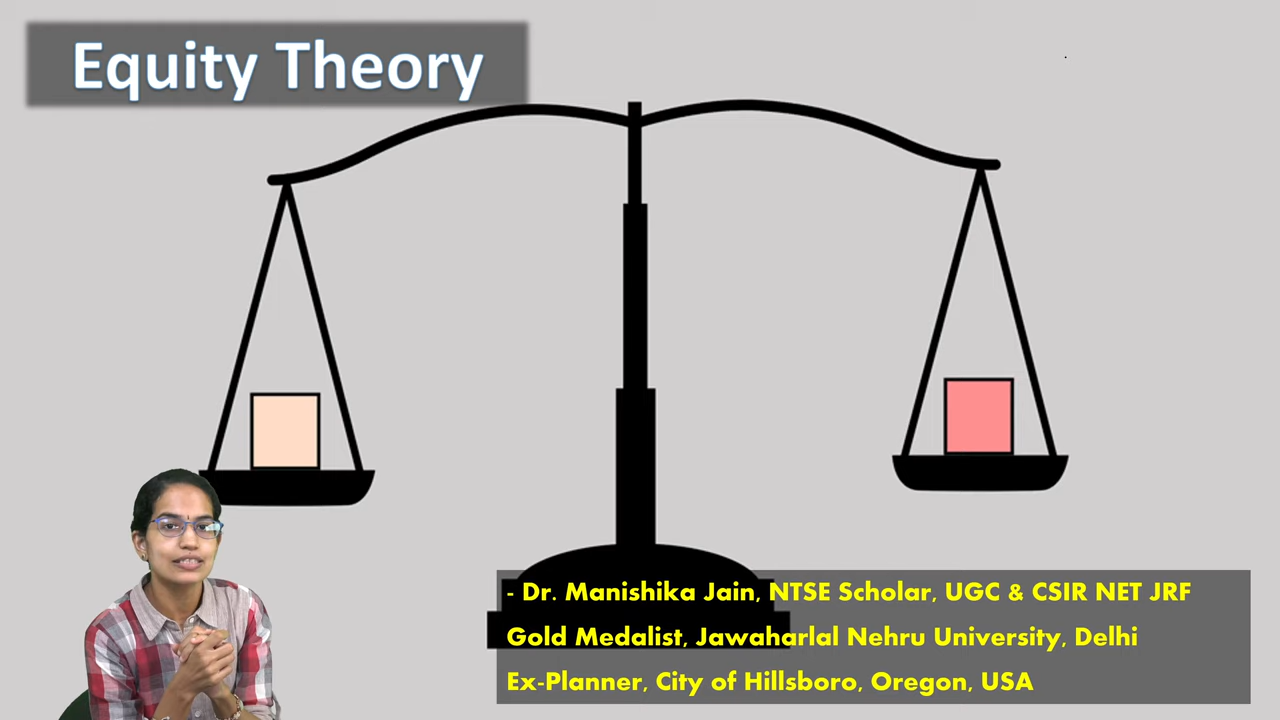 Equity Theory
- Dr. Manishika Jain, NTSE Scholar, UGC & CSIR NET JRF
Gold Medalist, Jawaharlal Nehru University, Delhi
Ex-Planner, City of Hillsboro, Oregon, USA